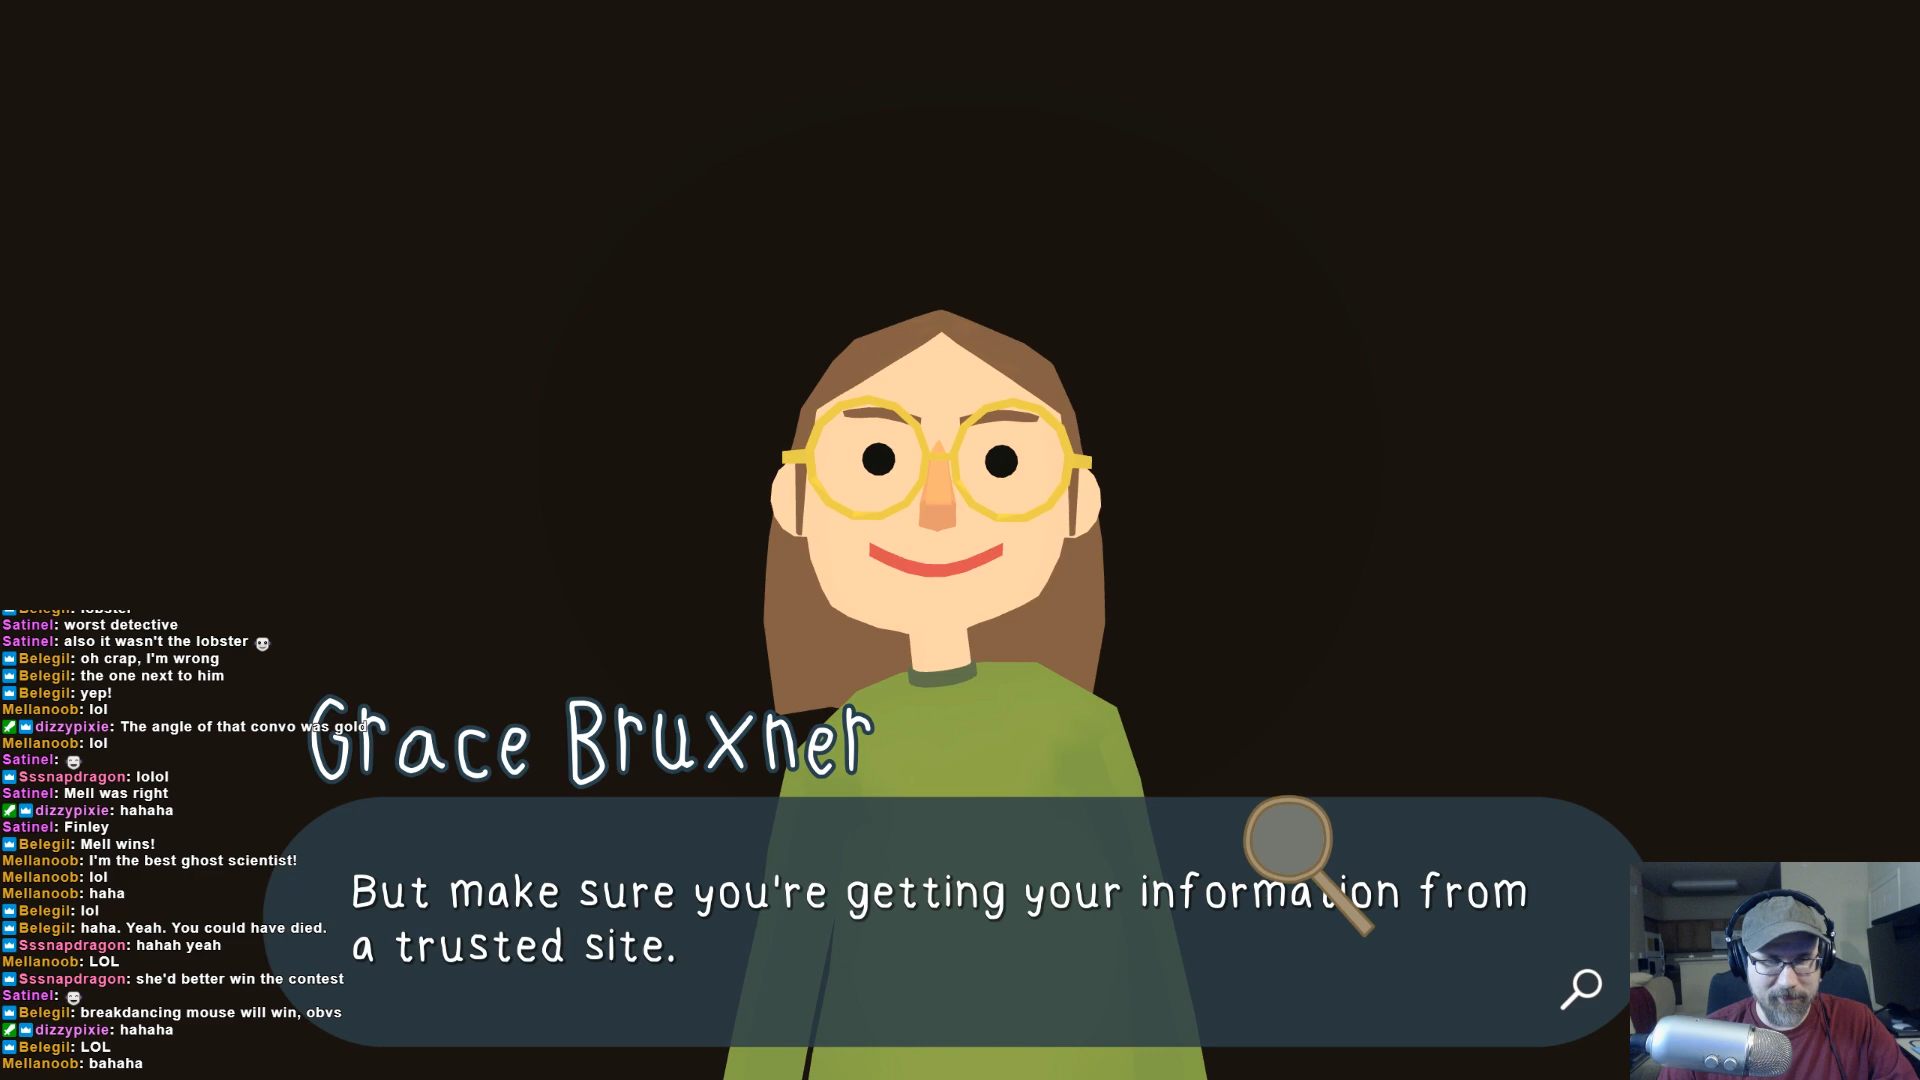 Belegil: lobster
Satinel: worst detective
Satinel: also it wasn't the lobster
Belegil: oh crap, I'm wrong
Belegil: the one next to him
Belegil: yep!
Mellanoob: lol
dizzypixie: The angle of that convo was gold
Mellanoob: lol
Satinel:
Sssnapdragon: lolol
Satinel: Mell was right
dizzypixie: hahaha
Satinel: Finley
Belegil: Mell wins!
Mellanoob: I'm the best ghost scientist!
Mellanoob: lol
Mellanoob: haha
Belegil: lol
Belegil: haha. Yeah. You could have died.
Sssnapdragon: hahah yeah
Mellanoob: LOL
Sssnapdragon: she'd better win the contest
Satinel:
Belegil: breakdancing mouse will win, obvs
dizzypixie: hahaha
Belegil: LOL
Mellanoob: bahaha
Grace Bruxner
But make sure you're getting your information from
a trusted site.